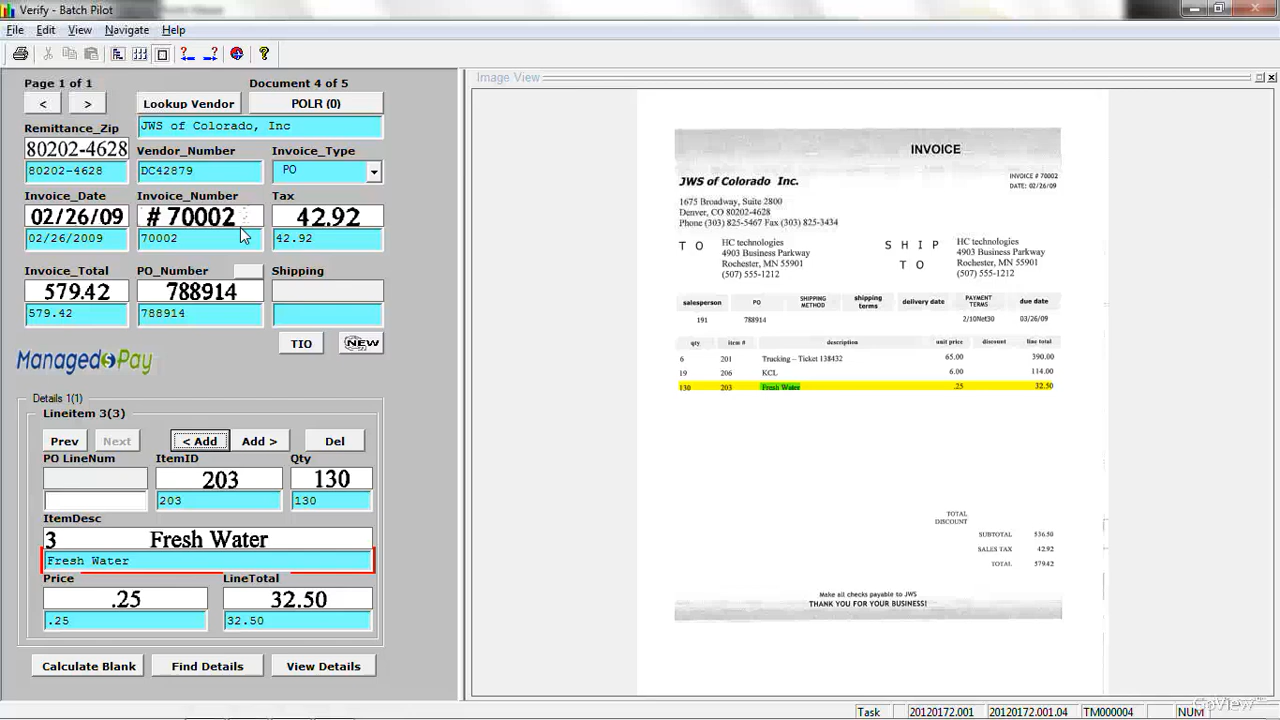 Verify - Batch Pilot
File Edit View Navigate Help
Page 1 of 1 Document 4 of 5
< > Lookup Vendor POLR (0)
Remittance_Zip JWS of Colorado, Inc
80202-4628 Vendor_Number Invoice_Type
80202-4628 DC42879 PO
Invoice_Date Invoice_Number Tax
02/26/09 # 70002 42.92
02/26/2009 70002 42.92
Invoice_Total PO_Number Shipping
579.42 788914
579.42 788914
TIO NEW
Managed$Pay
Details 1(1)
Lineitem 3(3)
Prev Next < Add Add > Del
PO LineNum ItemID Qty
203 130
203 130
ItemDesc
3 Fresh Water
Fresh Water
Price LineTotal
.25 32.50
.25 32.50
Calculate Blank Find Details View Details
Image View
INVOICE
JWS of Colorado Inc.
INVOICE # 70002
DATE: 02/26/09
1675 Broadway, Suite 2800
Denver, CO 80202-4628
Phone (303) 825-5467 Fax (303) 825-3434
TO
HC technologies
4903 Business Parkway
Rochester, MN 55901
(507) 555-1212
SHIP
TO
HC technologies
4903 Business Parkway
Rochester, MN 55901
(507) 555-1212
salesperson PO SHIPPING METHOD shipping terms delivery date PAYMENT TERMS due date
191 788914 2/10Net30 03/26/09
qty item # description unit price discount line total
6 201 Trucking – Ticket 138432 65.00 390.00
19 206 KCL 6.00 114.00
130 203 Fresh Water .25 32.50
TOTAL
DISCOUNT
SUBTOTAL 536.50
SALES TAX 42.92
TOTAL 579.42
Make all checks payable to JWS
THANK YOU FOR YOUR BUSINESS!
Task 20120172.001 20120172.001.04 TM000004 NUM